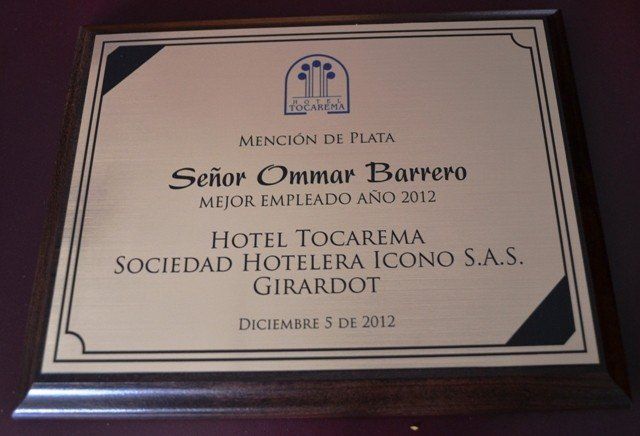 HOTEL
TOCAREMA
MENCIÓN DE PLATA
Señor Ommar Barrero
MEJOR EMPLEADO AÑO 2012
HOTEL TOCAREMA
SOCIEDAD HOTELERA ICONO S.A.S.
GIRARDOT
DICIEMBRE 5 DE 2012